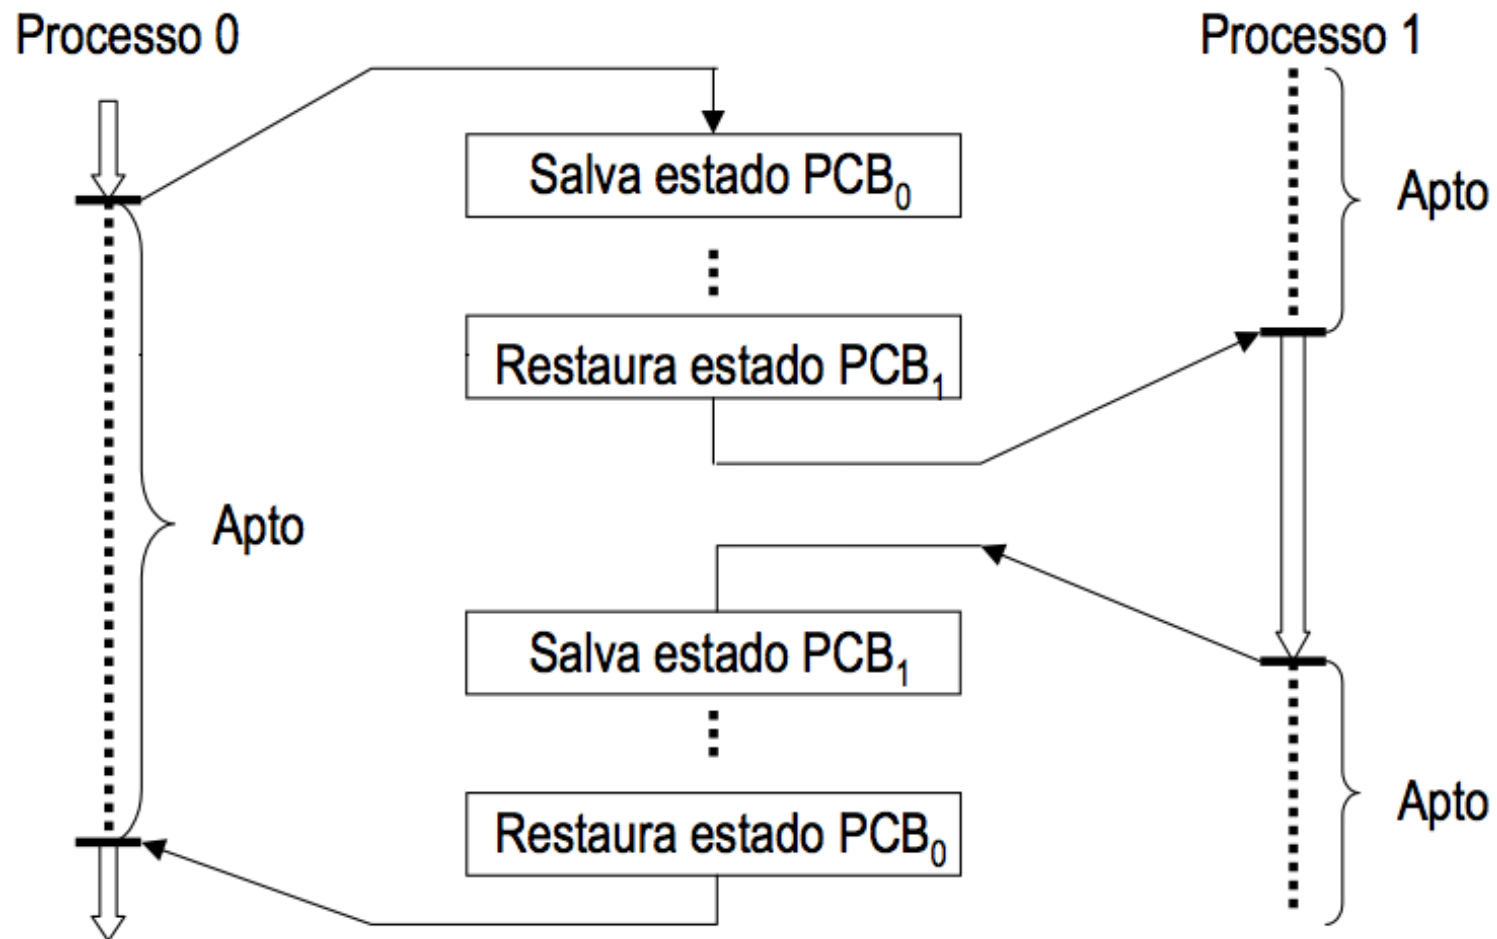 Processo 0
Processo 1
Salva estado PCB₀
Apto
Restaura estado PCB₁
Apto
Salva estado PCB₁
Apto
Restaura estado PCB₀